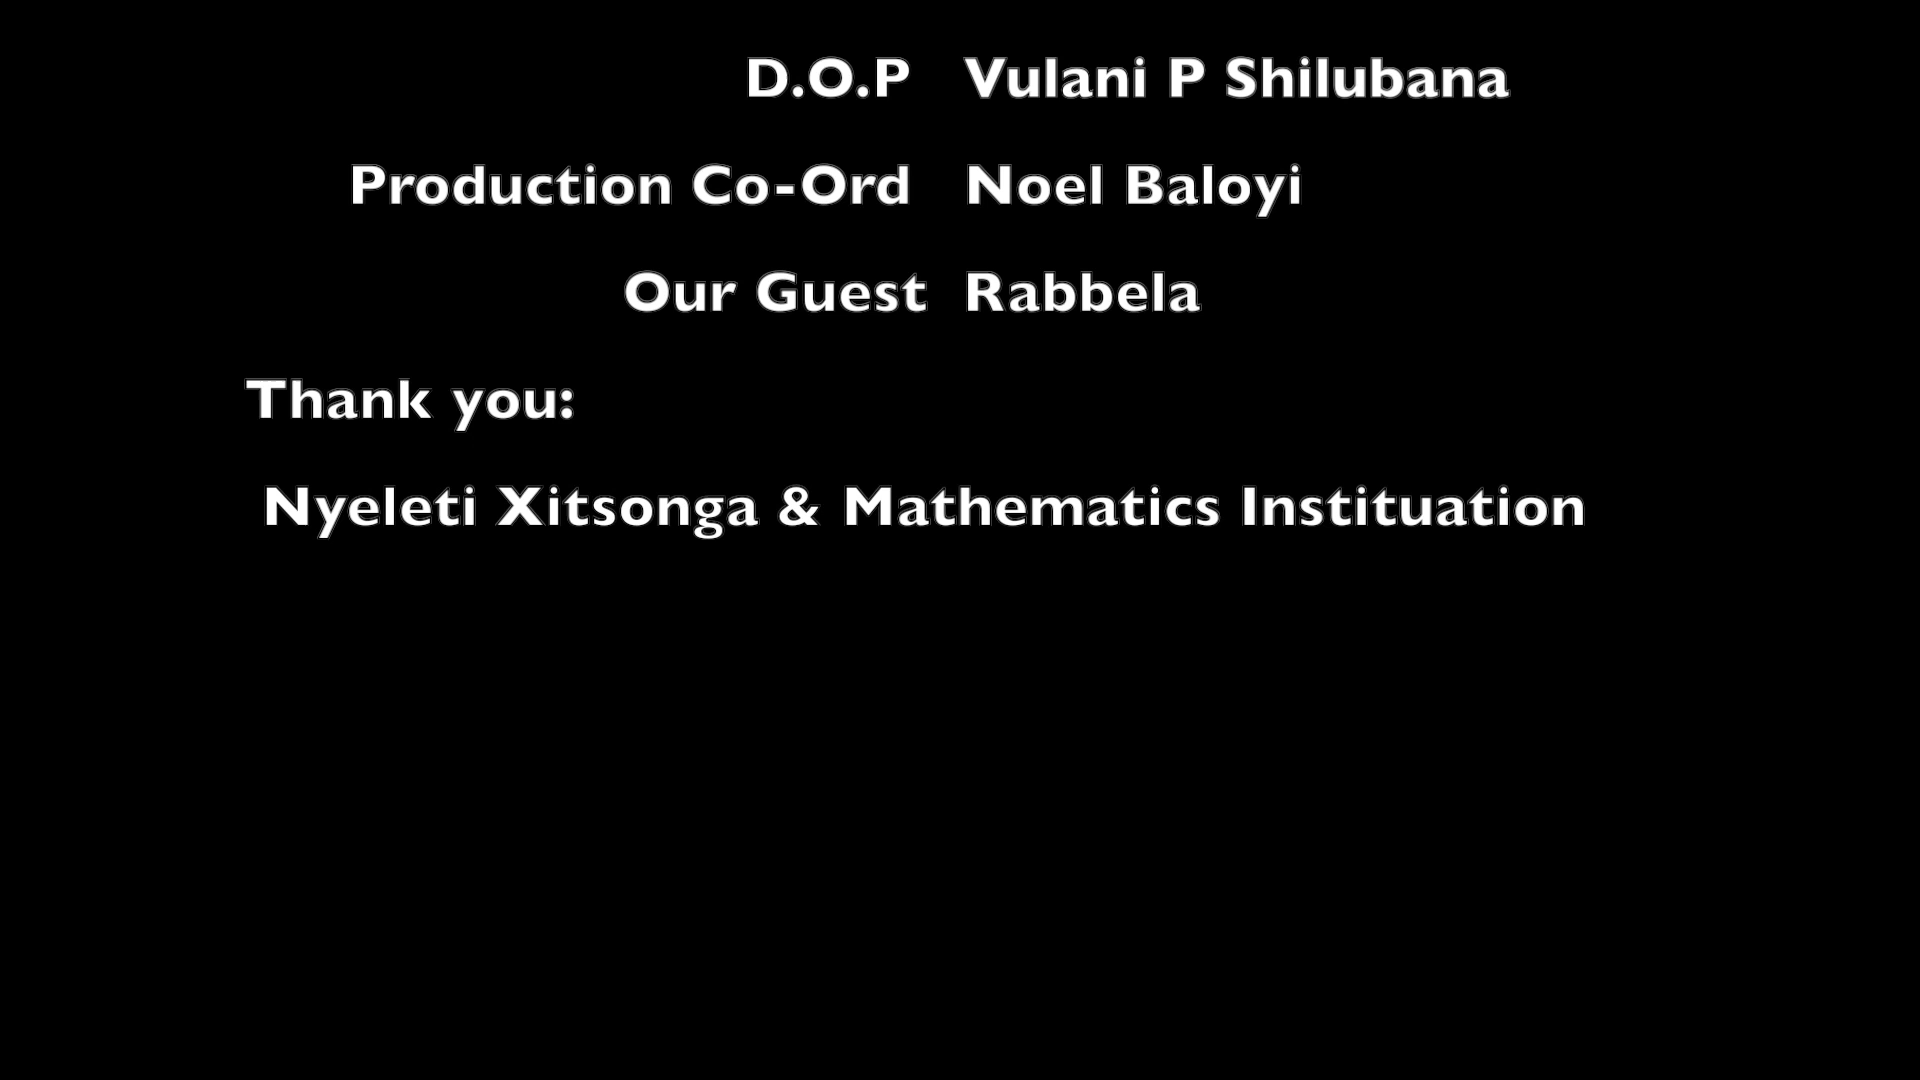 D.O.P Vulani P Shilubana
Production Co-Ord Noel Baloyi
Our Guest Rabbela
Thank you:
Nyeleti Xitsonga & Mathematics Instituation